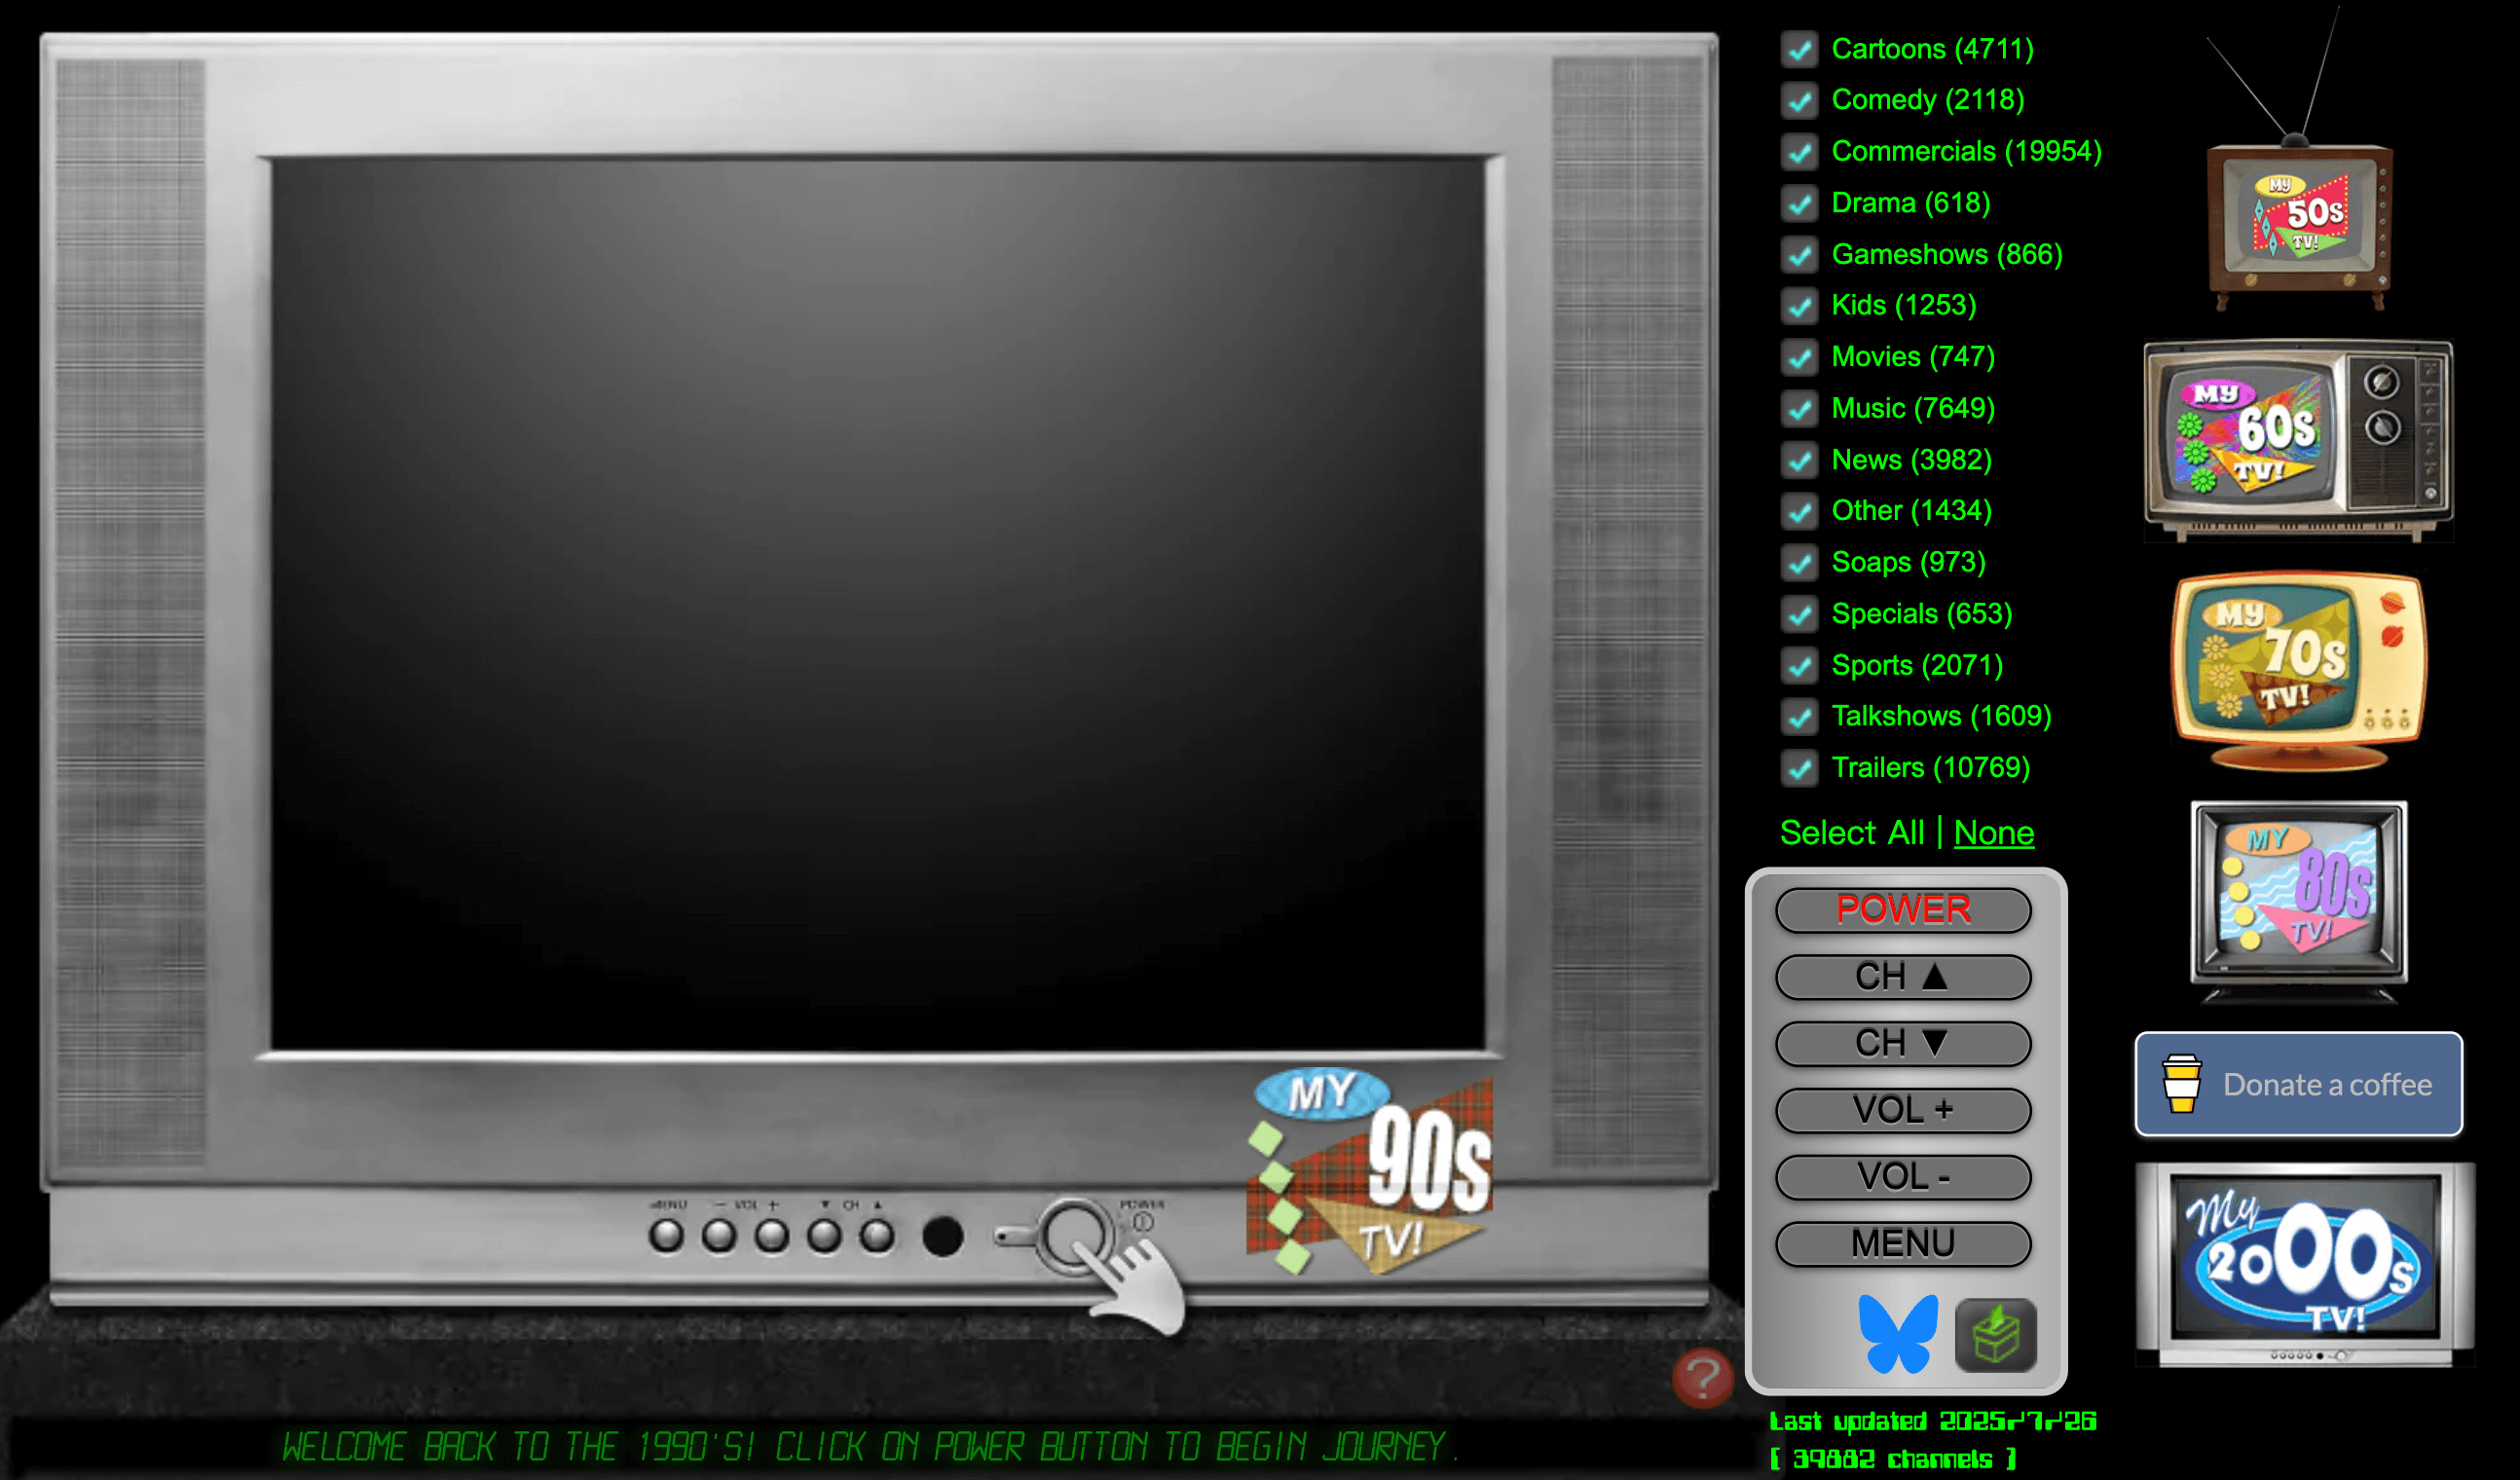 Cartoons (4711)
Comedy (2118)
Commercials (19954)
Drama (618)
Gameshows (866)
Kids (1253)
Movies (747)
Music (7649)
News (3982)
Other (1434)
Soaps (973)
Specials (653)
Sports (2071)
Talkshows (1609)
Trailers (10769)
Select All | None
POWER
CH ▲
CH ▼
VOL +
VOL -
MENU
Last updated 2025/7/26
[ 39882 channels ]
MY
50s
TV!
MY
60s
TV!
MY
70s
TV!
MY
80s
TV!
Donate a coffee
My
2000s
TV!
MENU − VOL + ▼ CH ▲ POWER
MY
90s
TV!
?
WELCOME BACK TO THE 1990'S! CLICK ON POWER BUTTON TO BEGIN JOURNEY.